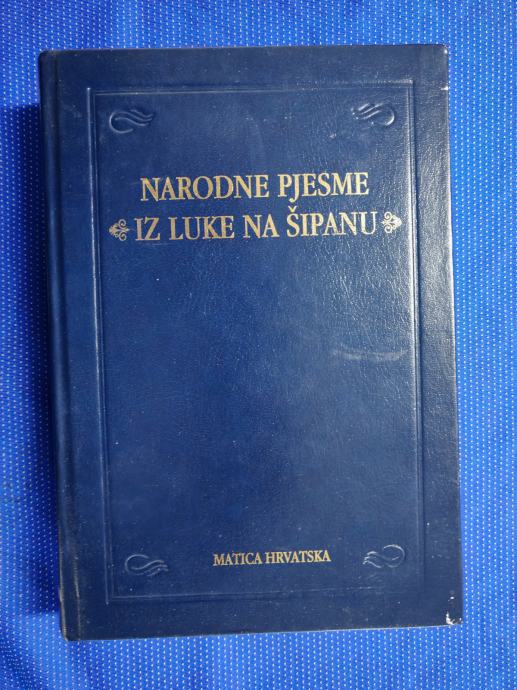 NARODNE PJESME
IZ LUKE NA ŠIPANU
MATICA HRVATSKA